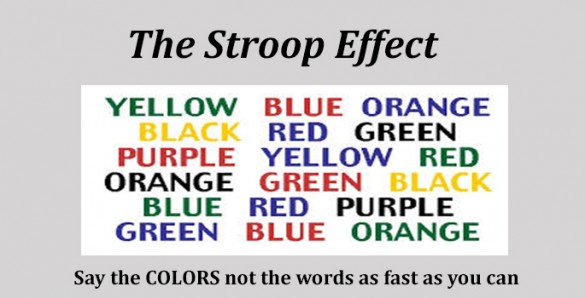 The Stroop Effect
YELLOW BLUE ORANGE
BLACK RED GREEN
PURPLE YELLOW RED
ORANGE GREEN BLACK
BLUE RED PURPLE
GREEN BLUE ORANGE
Say the COLORS not the words as fast as you can